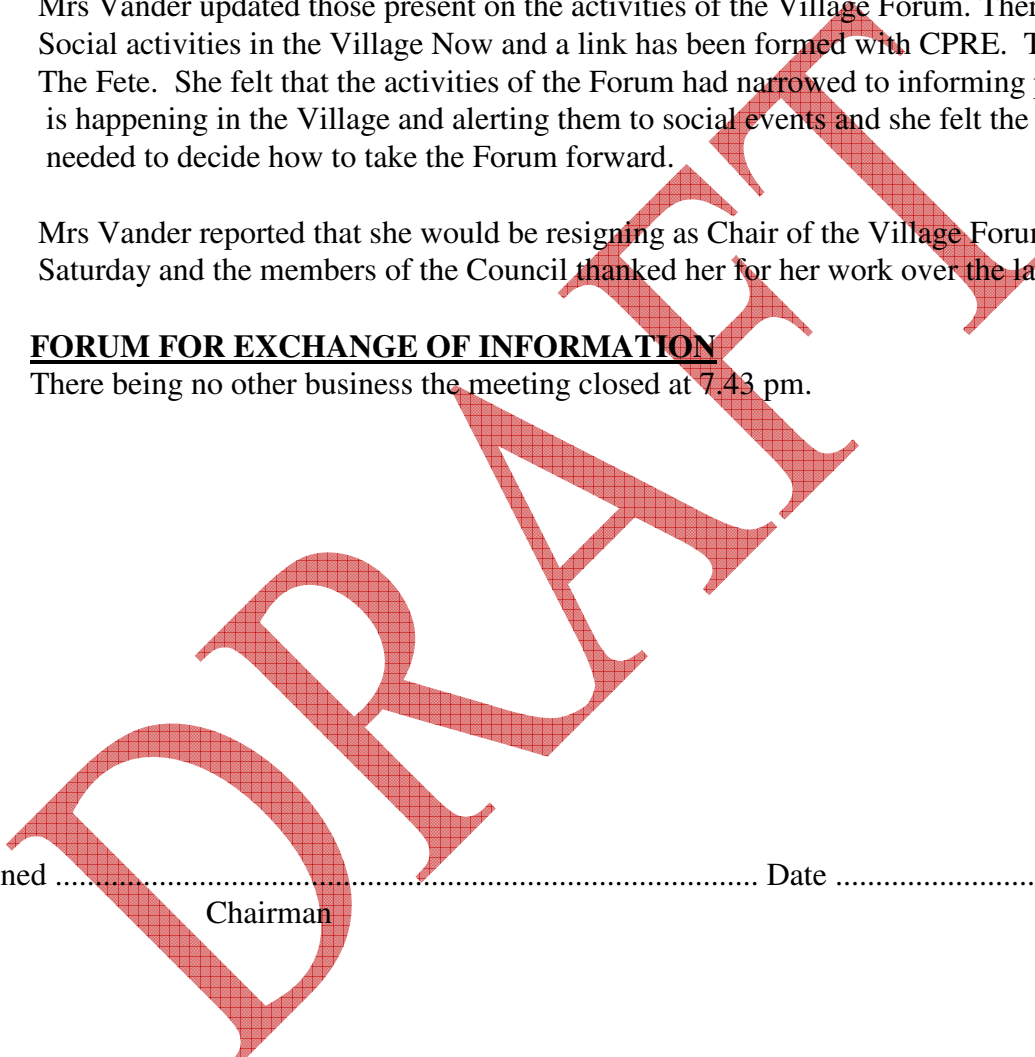 Mrs Vander updated those present on the activities of the Village Forum.
Social activities in the Village Now and a link has been formed with CPRE.
The Fete. She felt that the activities of the Forum had narrowed to informing
is happening in the Village and alerting them to social events and she felt the
needed to decide how to take the Forum forward.
Mrs Vander reported that she would be resigning as Chair of the Village Forum
Saturday and the members of the Council thanked her for her work over the
FORUM FOR EXCHANGE OF INFORMATION
There being no other business the meeting closed at 7.43 pm.
DRAFT
ned ........................................................................................ Date .........................
Chairman